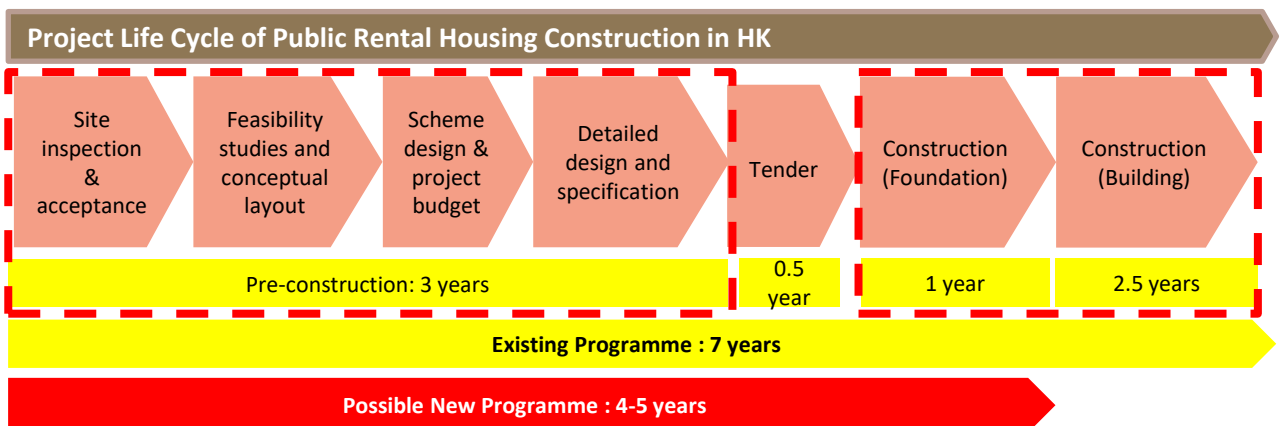 Project Life Cycle of Public Rental Housing Construction in HK
Site
inspection
&
acceptance
Feasibility
studies and
conceptual
layout
Scheme
design &
project
budget
Detailed
design and
specification
Tender
Construction
(Foundation)
Construction
(Building)
Pre-construction: 3 years
0.5
year
1 year
2.5 years
Existing Programme : 7 years
Possible New Programme : 4-5 years